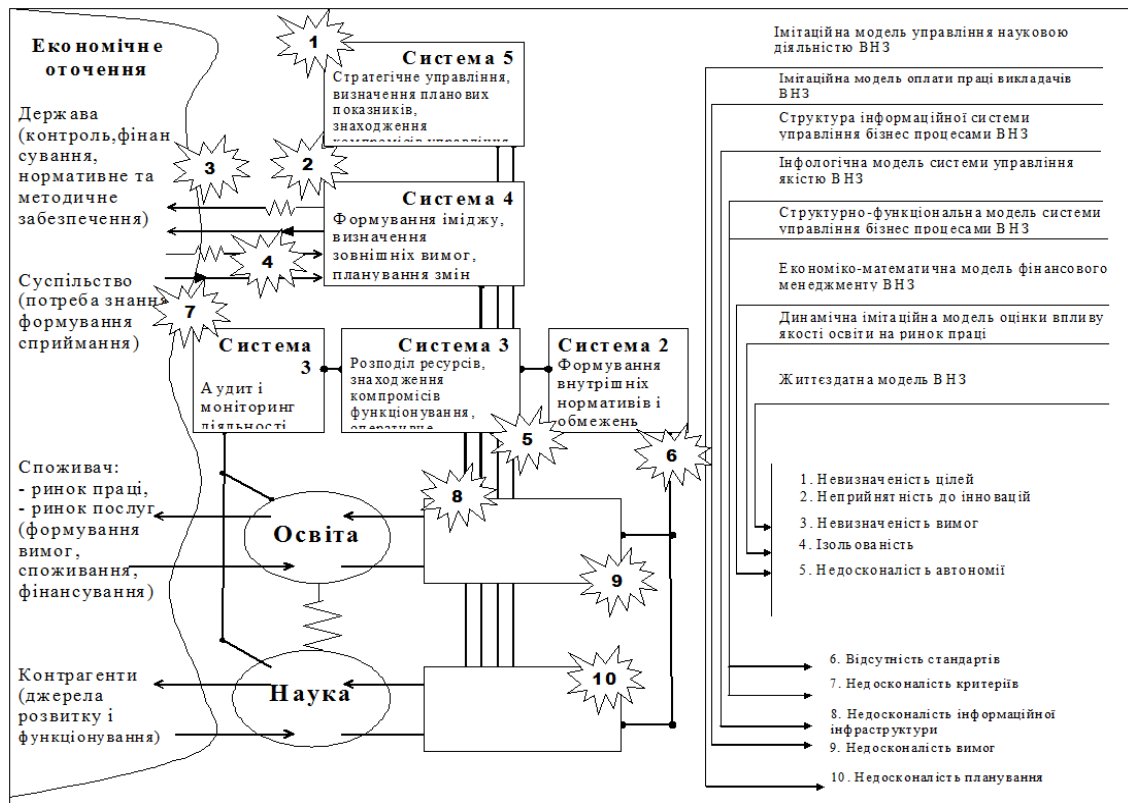 Економічне
оточення
Держава
(контроль,фінан
сування,
нормативне та
методичне
забезпечення)
Суспільство
(потреба знання
формування
сприймання)
Споживач:
- ринок праці,
- ринок послуг
(формування
вимог,
споживання,
фінансування)
Контрагенти
(джерела
розвитку і
функціонування)
1
Система 5
Стратегічне управління,
визначення планових
показників,
знаходження
компромісів управління
2
3
Система 4
Формування іміджу,
визначення
зовнішніх вимог,
планування змін
4
7
Система
3
Аудит і
моніторинг
діяльності
Система 3
Розподіл ресурсів,
знаходження
компромісів
функціонування,
оперативне
Система 2
Формування
внутрішніх
нормативів і
обмежень
5
6
8
Освіта
9
10
Наука
Імітаційна модель управління науковою
діяльністю ВНЗ
Імітаційна модель оплати праці викладачів
ВНЗ
Структура інформаційної системи
управління бізнес процесами ВНЗ
Інфологічна модель системи управління
якістю ВНЗ
Структурно-функціональна модель системи
управління бізнес процесами ВНЗ
Економіко-математична модель фінансового
менеджменту ВНЗ
Динамічна імітаційна модель оцінки впливу
якості освіти на ринок праці
Життєздатна модель ВНЗ
1. Невизначеність цілей
2. Неприйнятність до інновацій
3. Невизначеність вимог
4. Ізольованість
5. Недосконалість автономії
6. Відсутність стандартів
7. Недосконалість критеріїв
8. Недосконалість інформаційної
інфраструктури
9. Недосконалість вимог
10. Недосконалість планування